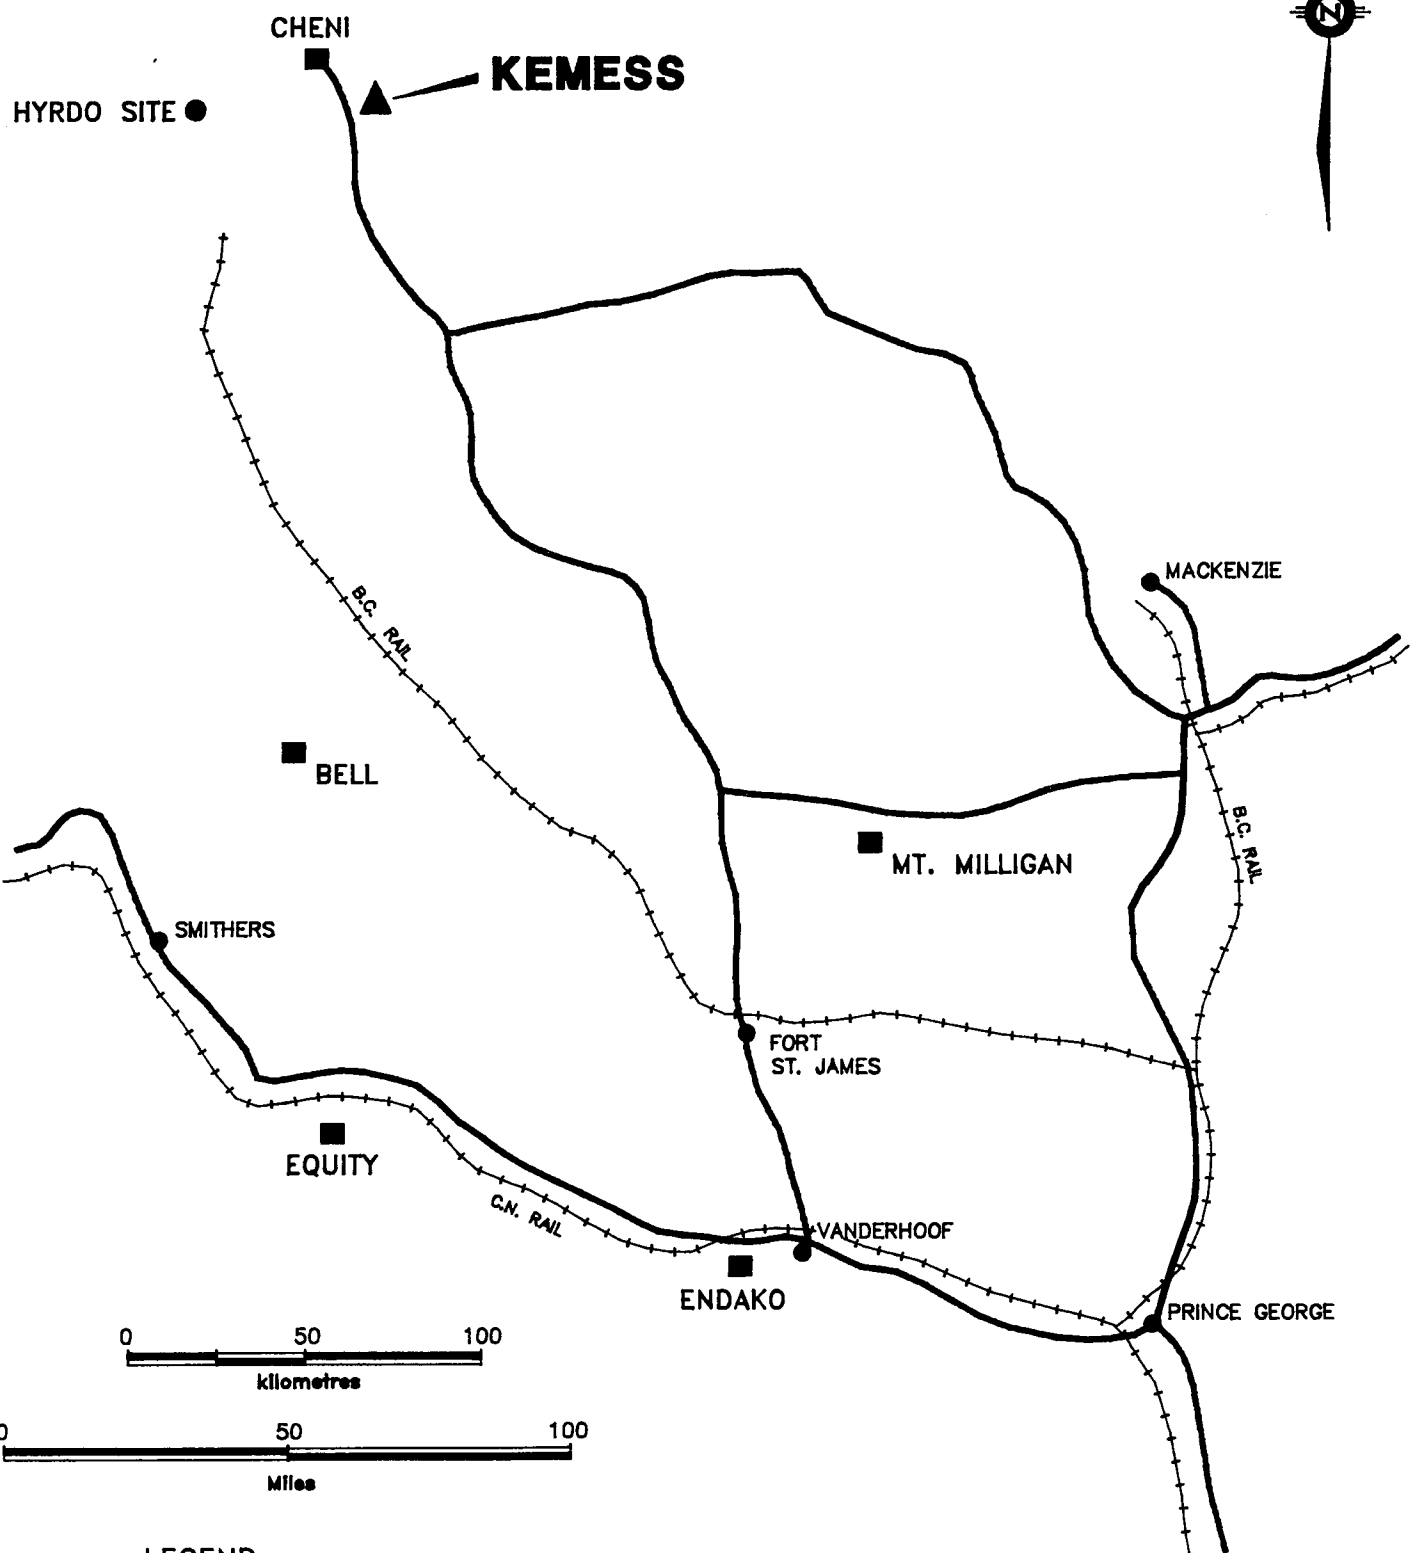 CHENI
N
KEMESS
HYRDO SITE
MACKENZIE
B.C. RAIL
BELL
B.C. RAIL
MT. MILLIGAN
SMITHERS
FORT
ST. JAMES
EQUITY
C.N. RAIL
VANDERHOOF
ENDAKO
PRINCE GEORGE
0 50 100
kilometres
0 50 100
Miles
LEGEND